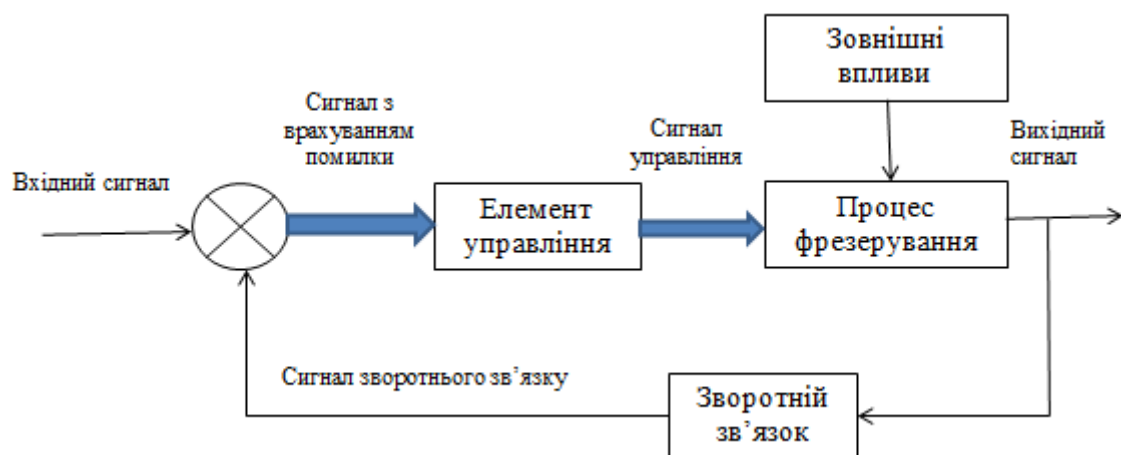 Зовнішні
впливи
Сигнал з
врахуванням
помилки
Сигнал
управління
Вихідний
сигнал
Вхідний сигнал
Елемент
управління
Процес
фрезерування
Сигнал зворотнього зв’язку
Зворотній
зв’язок